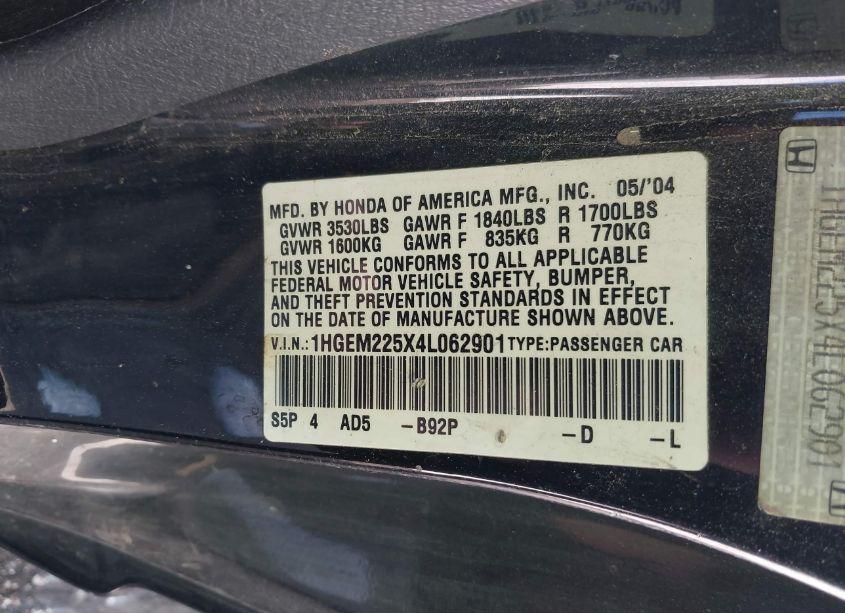 MFD. BY HONDA OF AMERICA MFG., INC. 05/'04
GVWR 3530LBS GAWR F 1840LBS R 1700LBS
GVWR 1600KG GAWR F 835KG R 770KG
THIS VEHICLE CONFORMS TO ALL APPLICABLE
FEDERAL MOTOR VEHICLE SAFETY, BUMPER,
AND THEFT PREVENTION STANDARDS IN EFFECT
ON THE DATE OF MANUFACTURE SHOWN ABOVE.
V.I.N.: 1HGEM225X4L062901 TYPE: PASSENGER CAR
S5P 4 AD5 -B92P -D -L
1HGEM225X4L062901